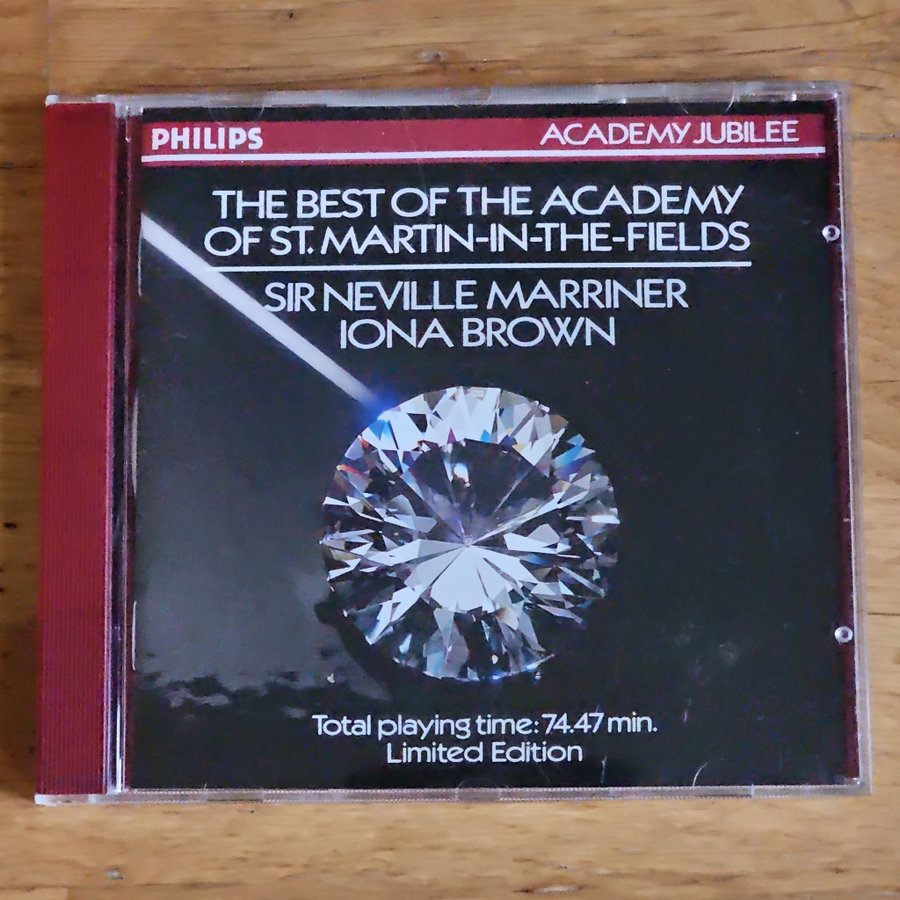 PHILIPS
ACADEMY JUBILEE
THE BEST OF THE ACADEMY
OF ST. MARTIN-IN-THE-FIELDS
SIR NEVILLE MARRINER
IONA BROWN
Total playing time: 74.47 min.
Limited Edition